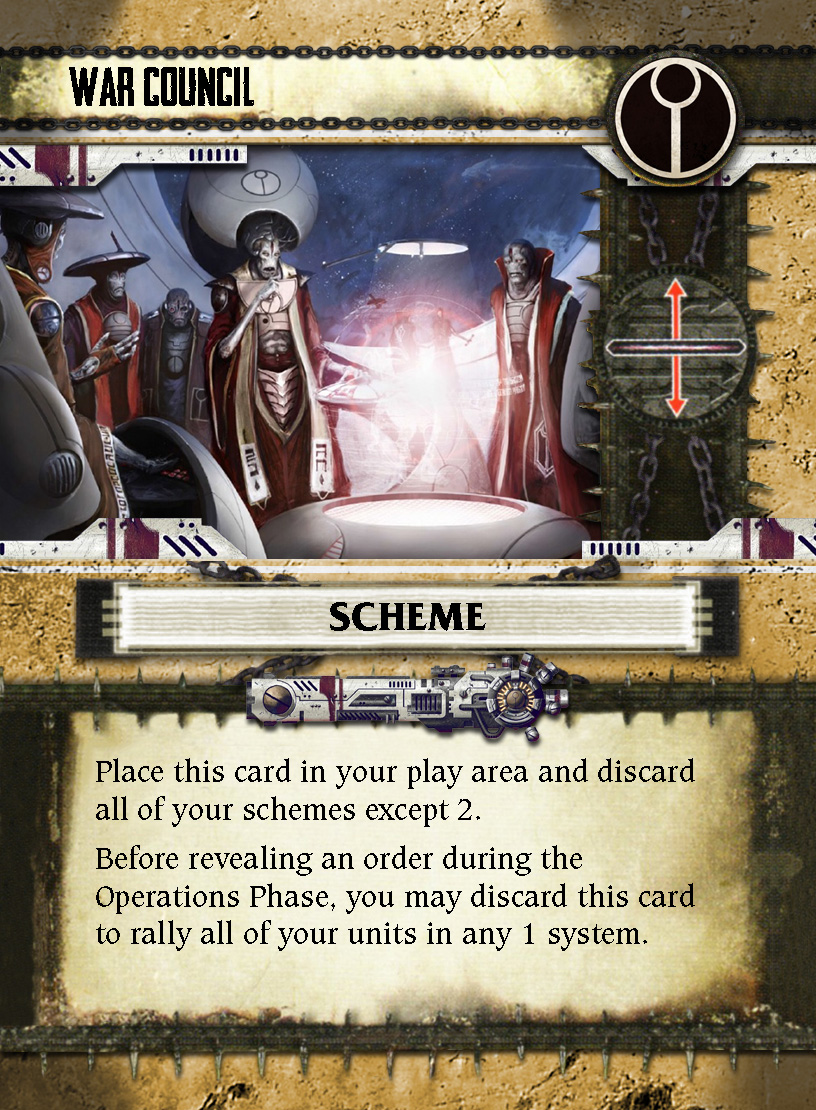 WAR COUNCIL
SCHEME
Place this card in your play area and discard
all of your schemes except 2.
Before revealing an order during the
Operations Phase, you may discard this card
to rally all of your units in any 1 system.